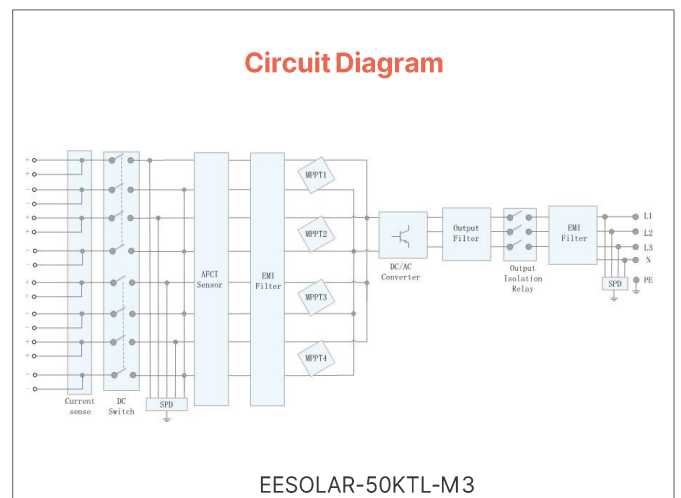 Circuit Diagram
+
+
-
-
+
+
-
-
+
+
-
-
+
+
-
-
Current
sense
DC
Switch
SPD
AFCI
Sensor
EMI
Filter
MPPT1
MPPT2
MPPT3
MPPT4
DC/AC
Converter
Output
Filter
Output
Isolation
Relay
EMI
Filter
L1
L2
L3
N
PE
SPD
EESOLAR-50KTL-M3